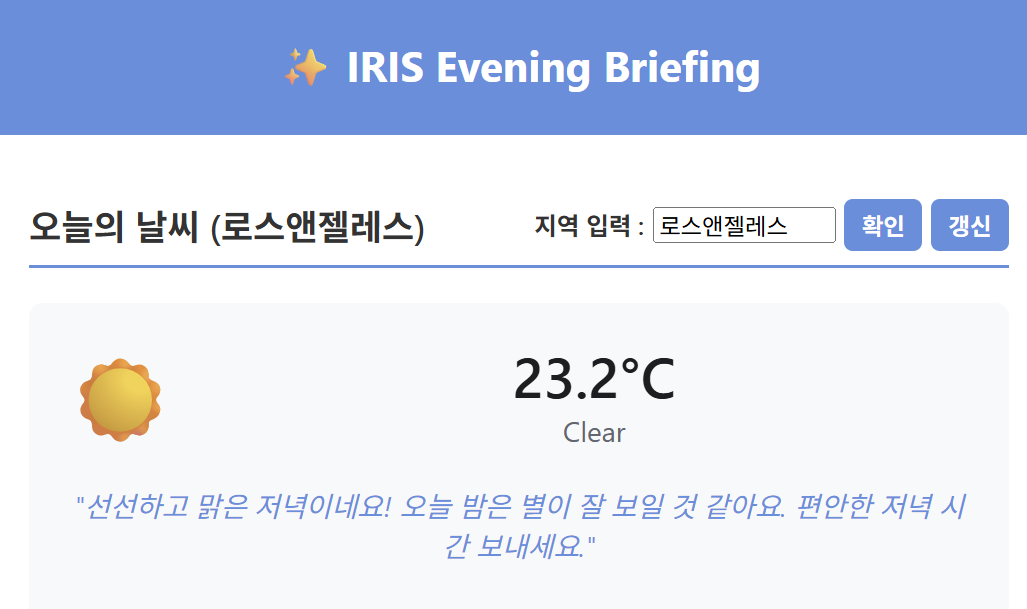 ✨ IRIS Evening Briefing
오늘의 날씨 (로스앤젤레스)
지역 입력 : 로스앤젤레스 확인 갱신
23.2°C
Clear
"선선하고 맑은 저녁이네요! 오늘 밤은 별이 잘 보일 것 같아요. 편안한 저녁 시
간 보내세요."